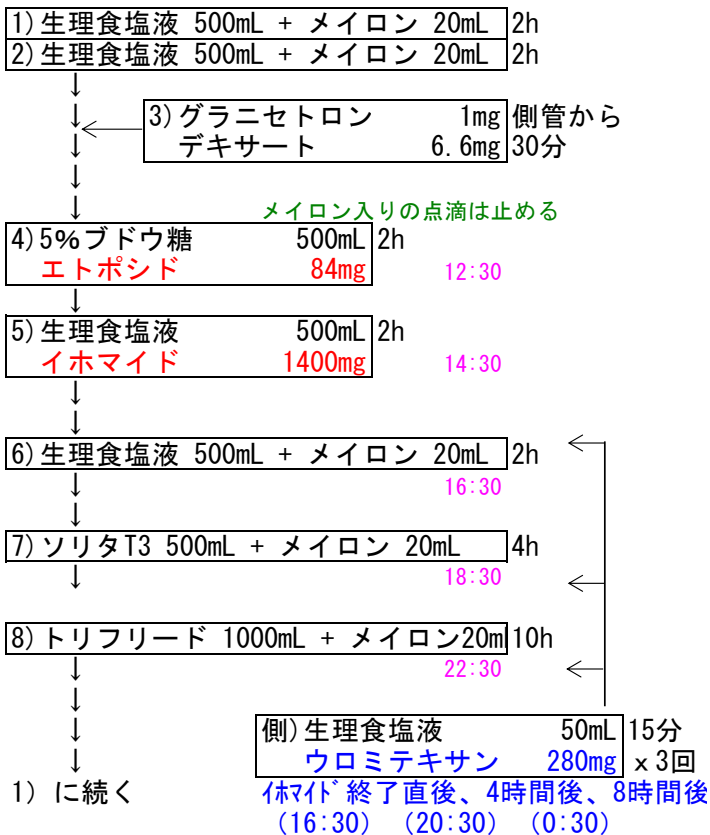 1)生理食塩液 500mL + メイロン 20mL 2h
2)生理食塩液 500mL + メイロン 20mL 2h
↓
↓
↓
↓
↓
3)グラニセトロン 1mg 側管から
デキサート 6.6mg 30分
メイロン入りの点滴は止める
4)5%ブドウ糖 500mL 2h
エトポシド 84mg 12:30
↓
5)生理食塩液 500mL 2h
イホマイド 1400mg 14:30
↓
↓
6)生理食塩液 500mL + メイロン 20mL 2h
↓ 16:30
↓
7)ソリタT3 500mL + メイロン 20mL 4h
↓ 18:30
8)トリフリード 1000mL + メイロン20ml 10h
↓ 22:30
↓
↓
↓
側)生理食塩液 50mL 15分
ウロミテキサン 280mg x 3回
1) に続く
ｲﾎﾏｲﾄﾞ終了直後、4時間後、8時間後
(16:30) (20:30) (0:30)